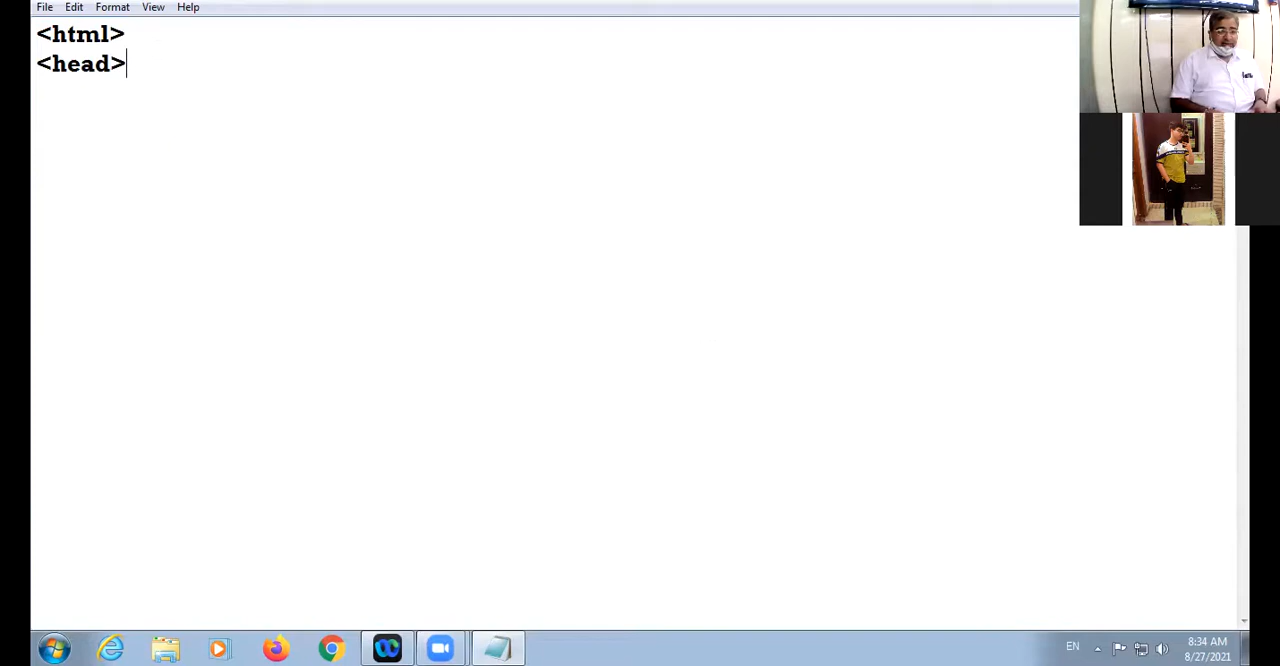 File Edit Format View Help
<html>
<head>
EN
8:34 AM
8/27/2021